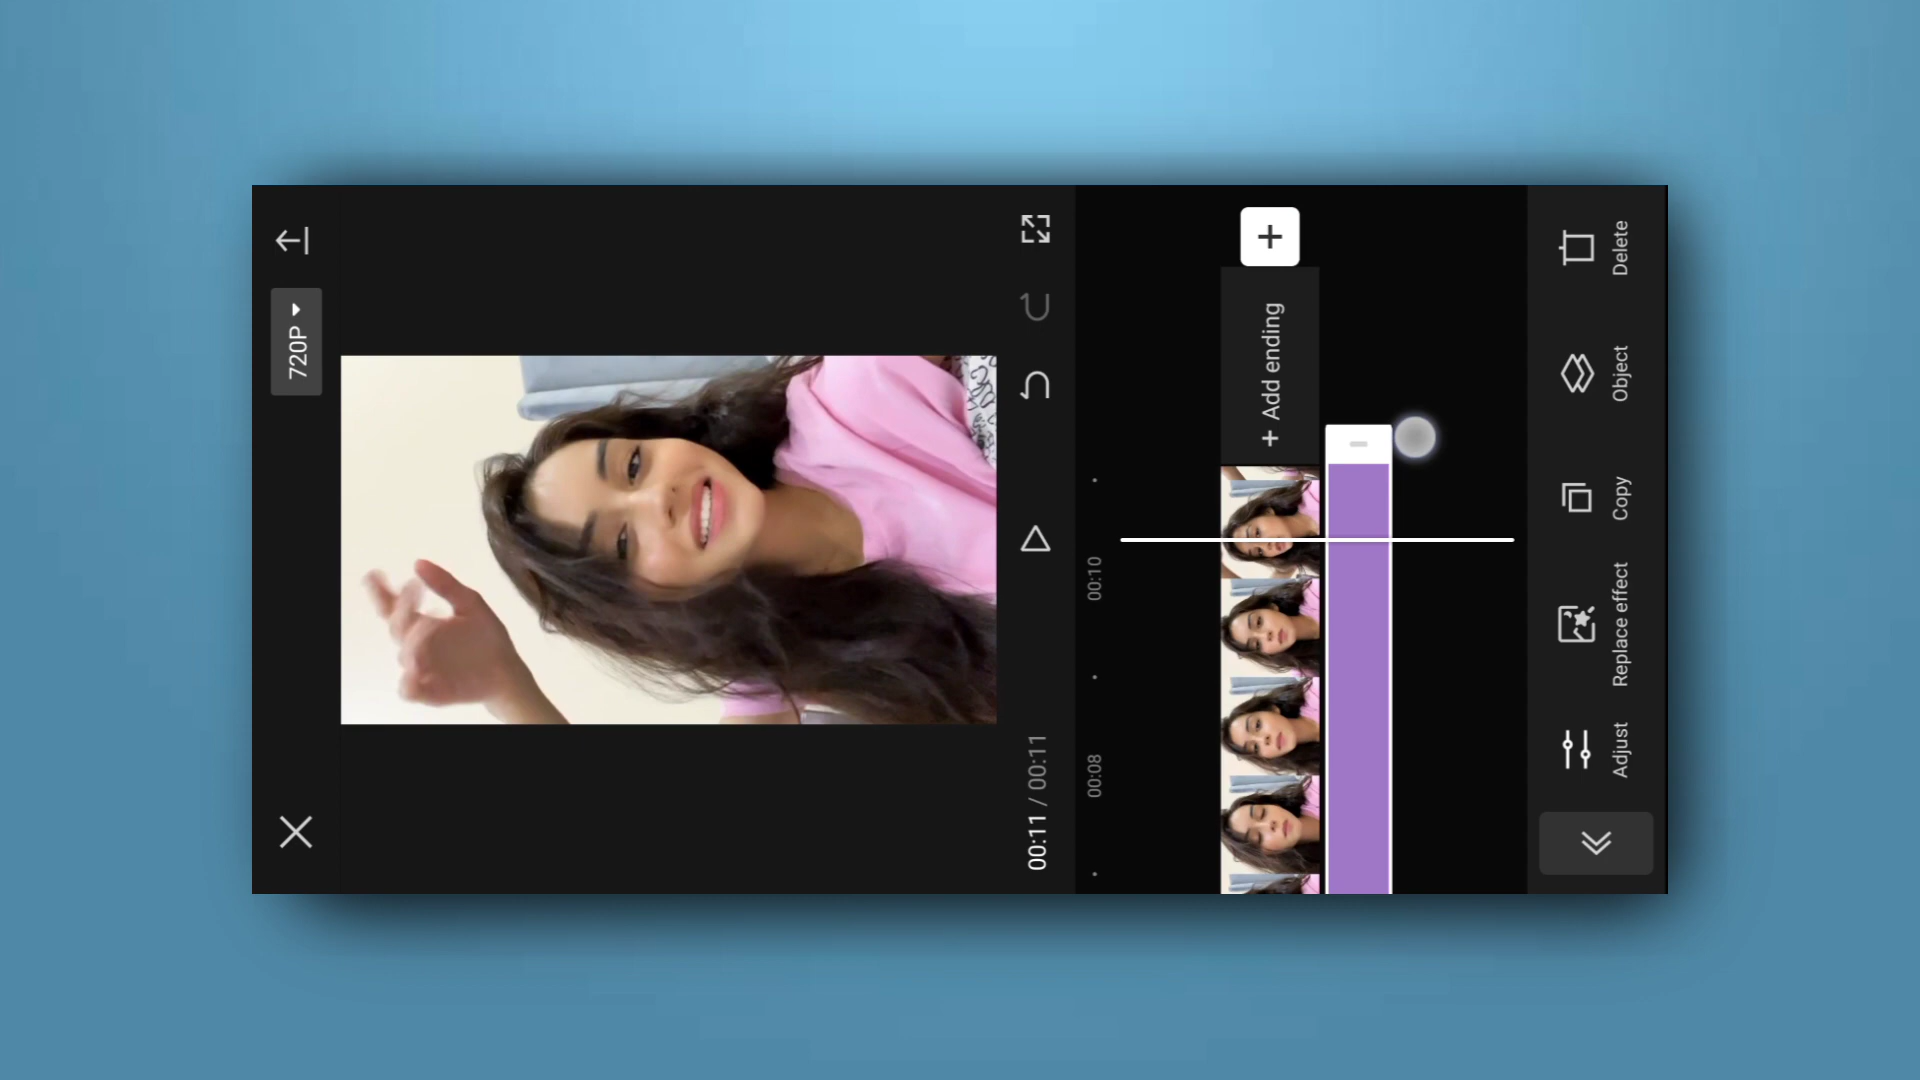 720P
00:11 / 00:11
00:08
00:10
+ Add ending
Adjust
Replace effect
Copy
Object
Delete